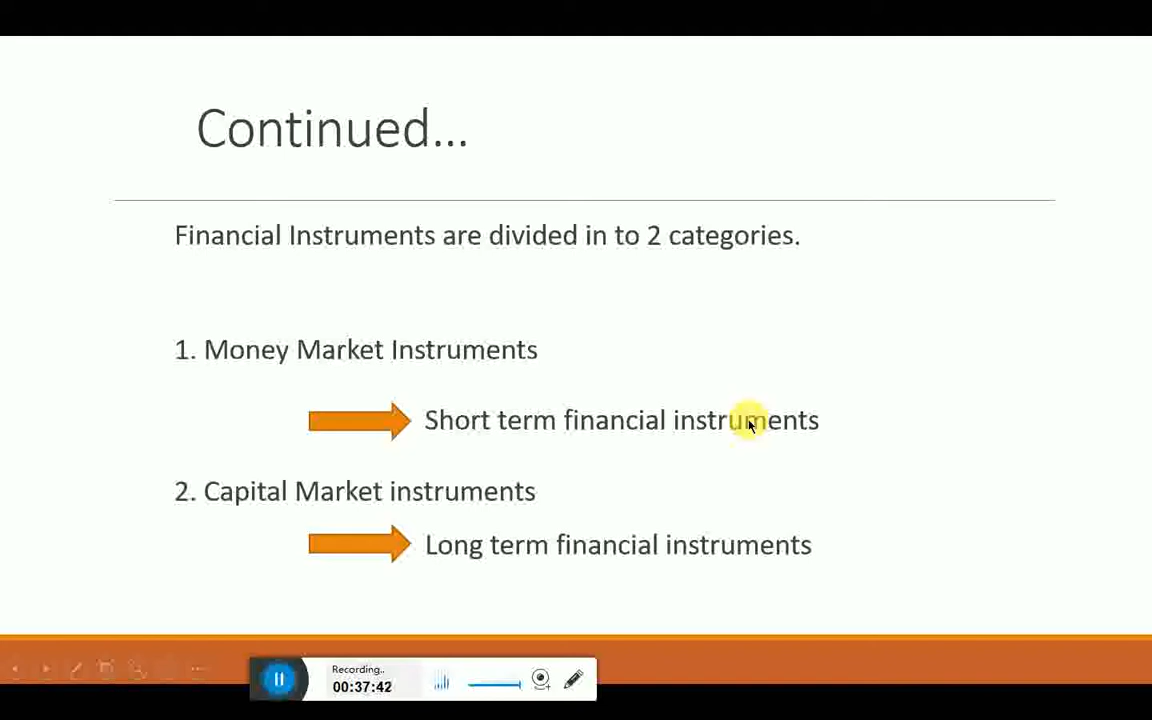 Continued...
Financial Instruments are divided in to 2 categories.
1. Money Market Instruments
Short term financial instruments
2. Capital Market instruments
Long term financial instruments
Recording..
00:37:42